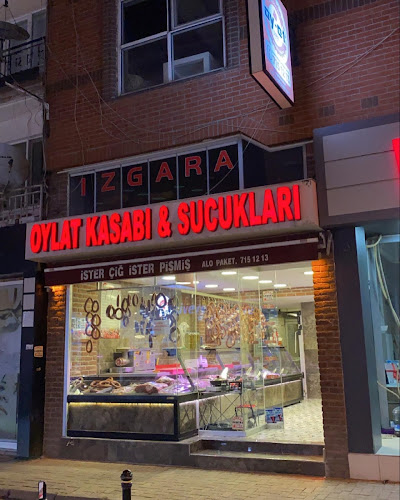 IZGARA
OYLAT KASABI & SUCUKLARI
İSTER ÇİĞ İSTER PİŞMİŞ ALO PAKET. 715 12 13